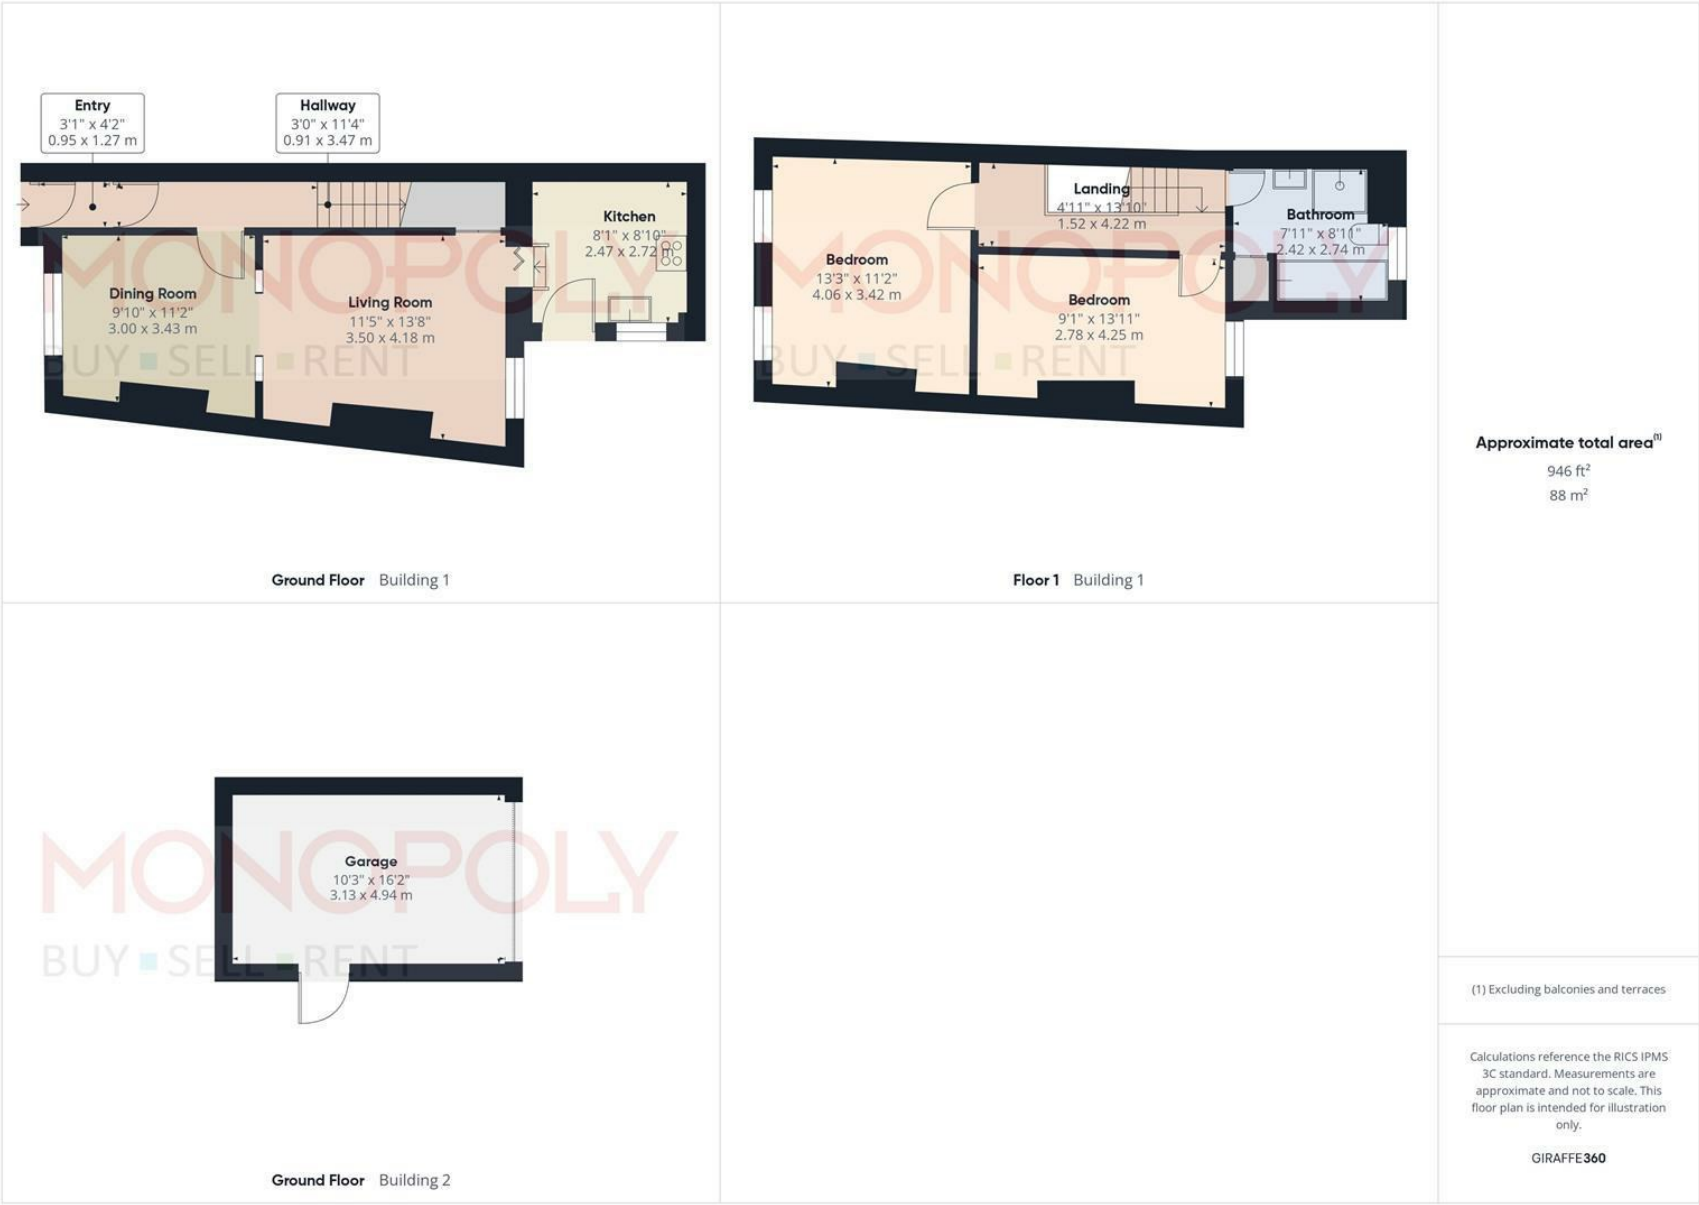 Entry
3'1" x 4'2"
0.95 x 1.27 m
Hallway
3'0" x 11'4"
0.91 x 3.47 m
Kitchen
8'1" x 8'10"
2.47 x 2.72 m
Dining Room
9'10" x 11'2"
3.00 x 3.43 m
Living Room
11'5" x 13'8"
3.50 x 4.18 m
MONOPOLY
BUY SELL RENT
Ground Floor Building 1
Landing
4'11" x 13'10"
1.52 x 4.22 m
Bathroom
7'11" x 8'11"
2.42 x 2.74 m
Bedroom
13'3" x 11'2"
4.06 x 3.42 m
Bedroom
9'1" x 13'11"
2.78 x 4.25 m
MONOPOLY
BUY SELL RENT
Floor 1 Building 1
Garage
10'3" x 16'2"
3.13 x 4.94 m
MONOPOLY
BUY SELL RENT
Ground Floor Building 2
Approximate total area(1)
946 ft²
88 m²
(1) Excluding balconies and terraces
Calculations reference the RICS IPMS
3C standard. Measurements are
approximate and not to scale. This
floor plan is intended for illustration
only.
GIRAFFE360